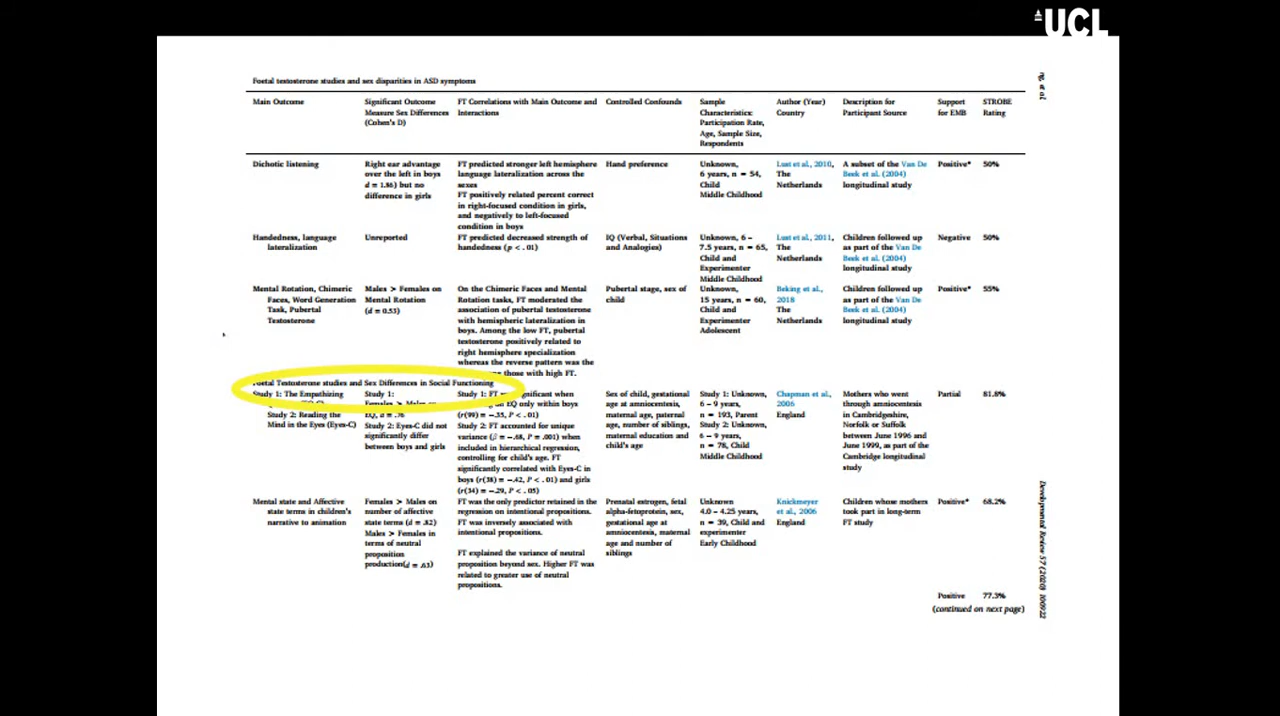 UCL
Foetal testosterone studies and sex disparities in ASD symptoms
Main Outcome
Significant Outcome
Measure Sex Differences
(Cohen's D)
FT Correlations with Main Outcome and
Interactions
Controlled Confounds
Sample
Characteristics:
Participation Rate,
Age, Sample Size,
Respondents
Author (Year)
Country
Description for
Participant Source
Support
for EMB
STROBE
Rating
Dichotic listening
Right ear advantage
over the left in boys
d = 1.86) but no
difference in girls
FT predicted stronger left hemisphere
language lateralization across the
sexes
FT positively related percent correct
in right-focused condition in girls,
and negatively to left-focused
condition in boys
Hand preference
Unknown,
6 years, n = 54,
Child
Middle Childhood
Lust et al., 2010,
The
Netherlands
A subset of the Van De
Beek et al. (2004)
longitudinal study
Positive*
50%
Handedness, language
lateralization
Unreported
FT predicted decreased strength of
handedness (p < .01)
IQ (Verbal, Situations
and Analogies)
Unknown, 6 –
7.5 years, n = 65,
Child and
Experimenter
Middle Childhood
Lust et al., 2011,
The
Netherlands
Children followed up
as part of the Van De
Beek et al. (2004)
longitudinal study
Negative
50%
Mental Rotation, Chimeric
Faces, Word Generation
Task, Pubertal
Testosterone
Males > Females on
Mental Rotation
(d = 0.53)
On the Chimeric Faces and Mental
Rotation tasks, FT moderated the
association of pubertal testosterone
with hemispheric lateralization in
boys. Among the low FT, pubertal
testosterone positively related to
right hemisphere specialization
whereas the reverse pattern was the
those with high FT.
Pubertal stage, sex of
child
Unknown,
15 years, n = 60,
Child and
Experimenter
Adolescent
Beking et al.,
2018
The
Netherlands
Children followed up
as part of the Van De
Beek et al. (2004)
longitudinal study
Positive*
55%
Foetal Testosterone studies and Sex Differences in Social Functioning
Study 1: The Empathizing
Study 2: Reading the
Mind in the Eyes (Eyes-C)
Study 1:
Females > Males on
EQ, d = .76
Study 2: Eyes-C did not
significantly differ
between boys and girls
Study 1: FT significant when
EQ only within boys
(r(99) = −.35, P < .01)
Study 2: FT accounted for unique
variance (β = −.68, P = .001) when
included in hierarchical regression,
controlling for child's age. FT
significantly correlated with Eyes-C in
boys (r(38) = −.42, P < .01) and girls
(r(34) = −.29, P < .05)
Sex of child, gestational
age at amniocentesis,
maternal age, paternal
age, number of siblings,
maternal education and
child's age
Study 1: Unknown,
6 – 9 years,
n = 193, Parent
Study 2: Unknown,
6 – 9 years,
n = 78, Child
Middle Childhood
Chapman et al.,
2006
England
Mothers who went
through amniocentesis
in Cambridgeshire,
Norfolk or Suffolk
between June 1996 and
June 1999, as part of the
Cambridge longitudinal
study
Partial
81.8%
Mental state and Affective
state terms in children's
narrative to animation
Females > Males on
number of affective
state terms (d = .82)
Males > Females in
terms of neutral
proposition
production(d = .63)
FT was the only predictor retained in the
regression on intentional propositions.
FT was inversely associated with
intentional propositions.
FT explained the variance of neutral
proposition beyond sex. Higher FT was
related to greater use of neutral
propositions.
Prenatal estrogen, fetal
alpha-fetoprotein, sex,
gestational age at
amniocentesis, maternal
age and number of
siblings
Unknown
4.0 – 4.25 years,
n = 39, Child and
experimenter
Early Childhood
Knickmeyer
et al., 2006
England
Children whose mothers
took part in long-term
FT study
Positive*
68.2%
Positive
77.3%
(continued on next page)
et al.
Developmental Review 57 (2020) 100922